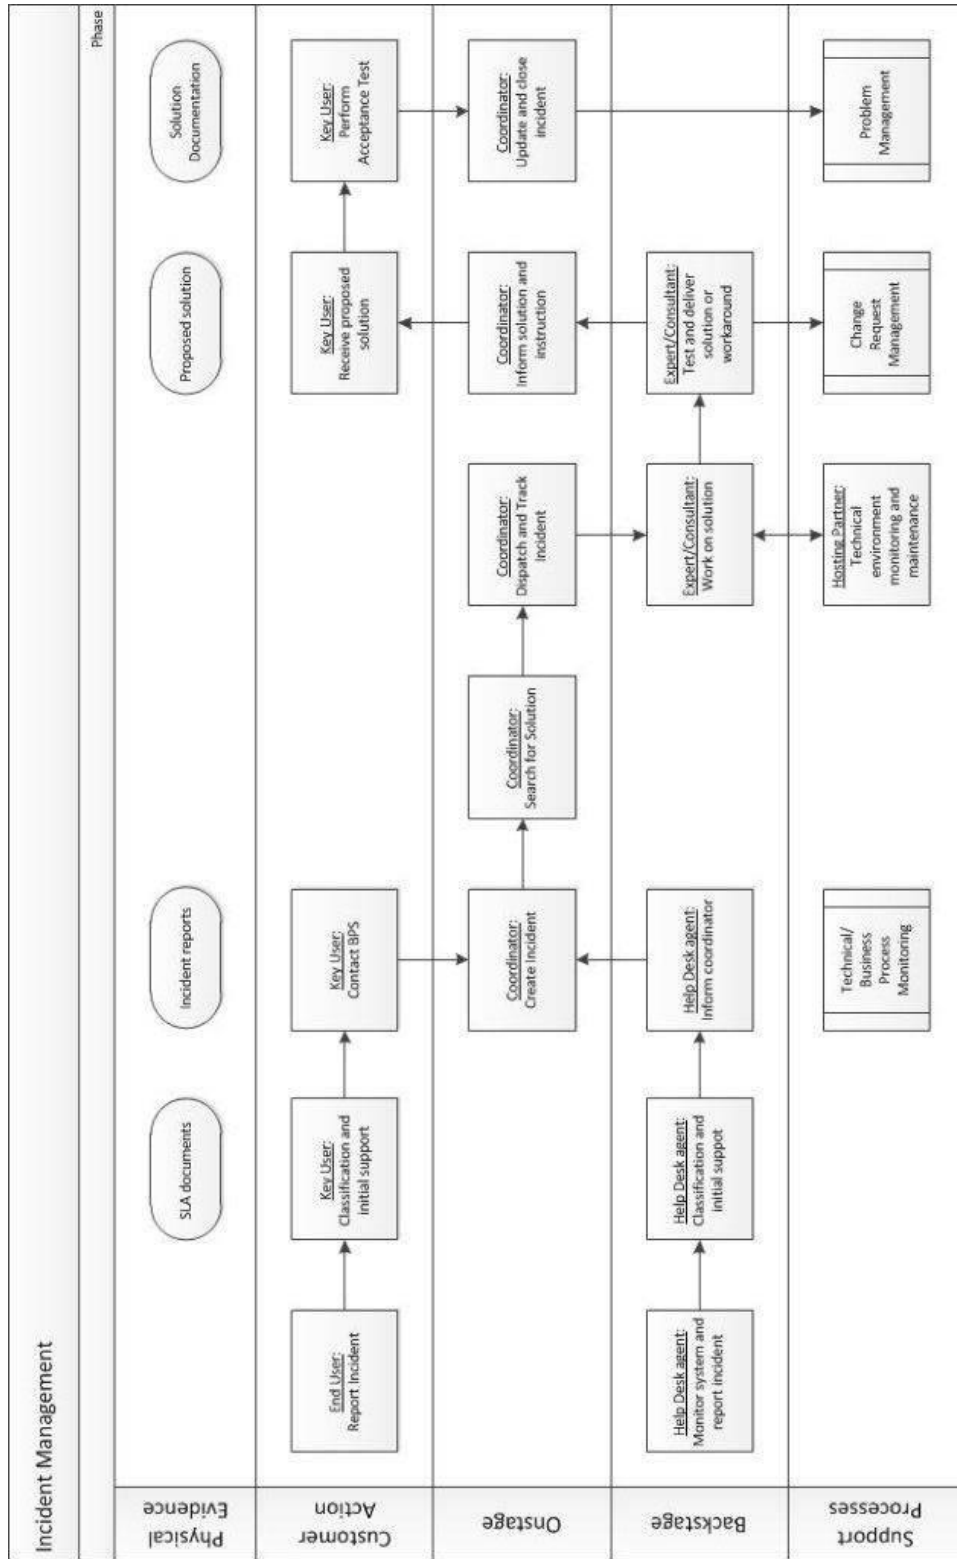 Incident Management
Phase
Physical
Evidence
SLA documents
Incident reports
Proposed solution
Solution
Documentation
Customer
Action
End User:
Report Incident
Key User:
Classification and
initial support
Key User:
Contact BPS
Key User:
Receive proposed
solution
Key User:
Perform
Acceptance Test
Onstage
Coordinator:
Create Incident
Coordinator:
Search for Solution
Coordinator:
Dispatch and Track
Incident
Coordinator:
Inform solution and
instruction
Coordinator:
Update and close
incident
Backstage
Help Desk agent:
Monitor system and
report incident
Help Desk agent:
Classification and
initial suppot
Help Desk agent:
Inform coordinator
Expert/Consultant:
Work on solution
Expert/Consultant:
Test and deliver
solution or
workaround
Support
Processes
Technical/
Business
Process
Monitoring
Hosting Partner:
Technical
environment
monitoring and
maintenance
Change
Request
Management
Problem
Management